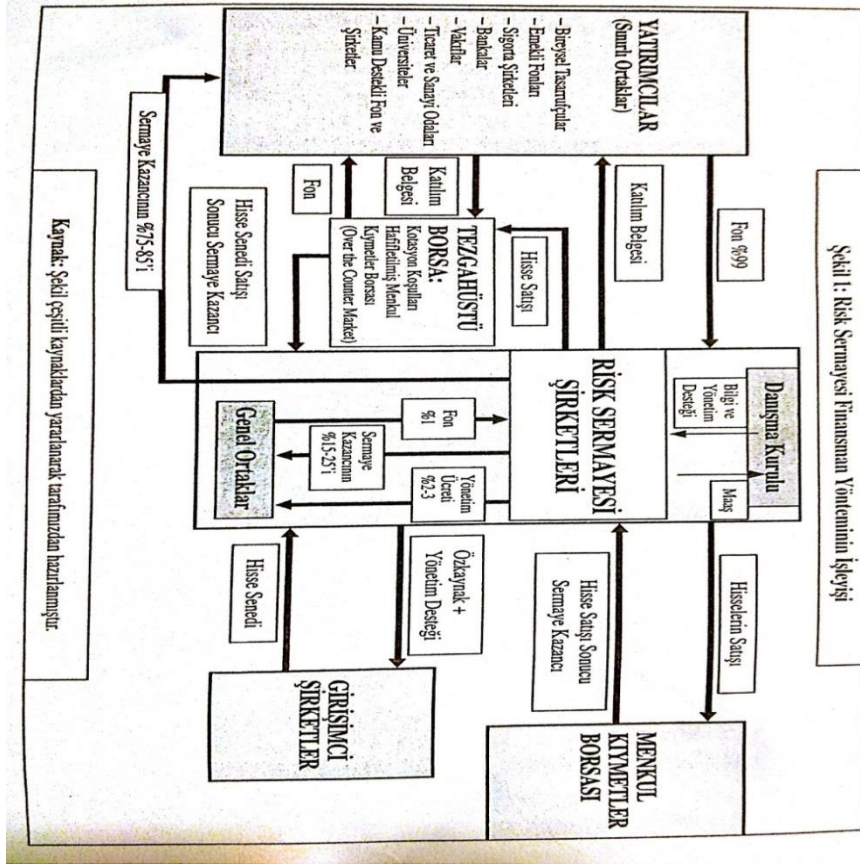 Şekil 1: Risk Sermayesi Finansman Yönteminin İşleyişi
YATIRIMCILAR
(Sınırlı Ortaklar)
- Bireysel Tasarrufçular
- Emekli Fonları
- Sigorta Şirketleri
- Bankalar
- Vakıflar
- Ticaret ve Sanayi Odaları
- Üniversiteler
- Kamu Destekli Fon ve
Şirketler
Fon %99
Katılım Belgesi
Hisse Satışı
Katılım
Belgesi
Fon
TEZGAHÜSTÜ
BORSA:
Kotasyon Koşulları
Hafifletilmiş Menkul
Kıymetler Borsası
(Over the Counter Market)
Hisse Senedi Satışı
Sonucu Sermaye Kazancı
Sermaye Kazancının %75-85'i
Danışma Kurulu
Bilgi ve
Yönetim
Desteği
Maaş
RİSK SERMAYESİ
ŞİRKETLERİ
Fon
%1
Sermaye
Kazancının
%15-25'i
Yönetim
Ücreti
%2-3
Genel Ortaklar
Hisselerin Satışı
Hisse Satışı Sonucu
Sermaye Kazancı
Özkaynak +
Yönetim Desteği
Hisse Senedi
MENKUL
KIYMETLER
BORSASI
GİRİŞİMCİ
ŞİRKETLER
Kaynak: Şekil çeşitli kaynaklardan yararlanarak tarafımızdan hazırlanmıştır.